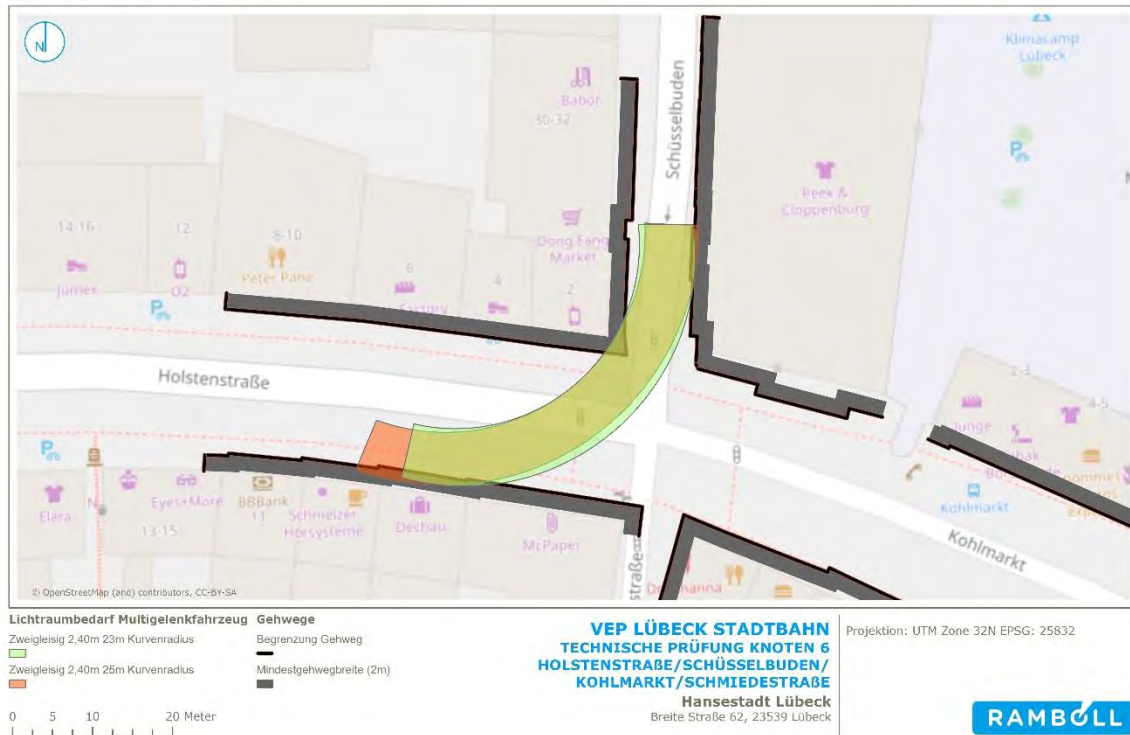 N
Klimacamp
Lübeck
Babor
30-32
Schüsselbuden
Peek &
Cloppenburg
Dong Fang
Market
14-16
12
8-10
6
4
2
Jumex
O2
Peter Pane
Holstenstraße
2-3
4-5
Junge
Kohlmarkt
Kohlmarkt
Elara
Eyes+More
BBBank
11
13-15
Schmelzer
Hörsysteme
Dechau
McPaper
straße
© OpenStreetMap (and) contributors, CC-BY-SA
Lichtraumbedarf Multigelenkfahrzeug
Zweigleisig 2,40m 23m Kurvenradius
Zweigleisig 2,40m 25m Kurvenradius
0 5 10 20 Meter
Gehwege
Begrenzung Gehweg
Mindestgehwegbreite (2m)
VEP LÜBECK STADTBAHN
TECHNISCHE PRÜFUNG KNOTEN 6
HOLSTENSTRAßE/SCHÜSSELBUDEN/
KOHLMARKT/SCHMIEDESTRAßE
Hansestadt Lübeck
Breite Straße 62, 23539 Lübeck
Projektion: UTM Zone 32N EPSG: 25832
RAMBOLL